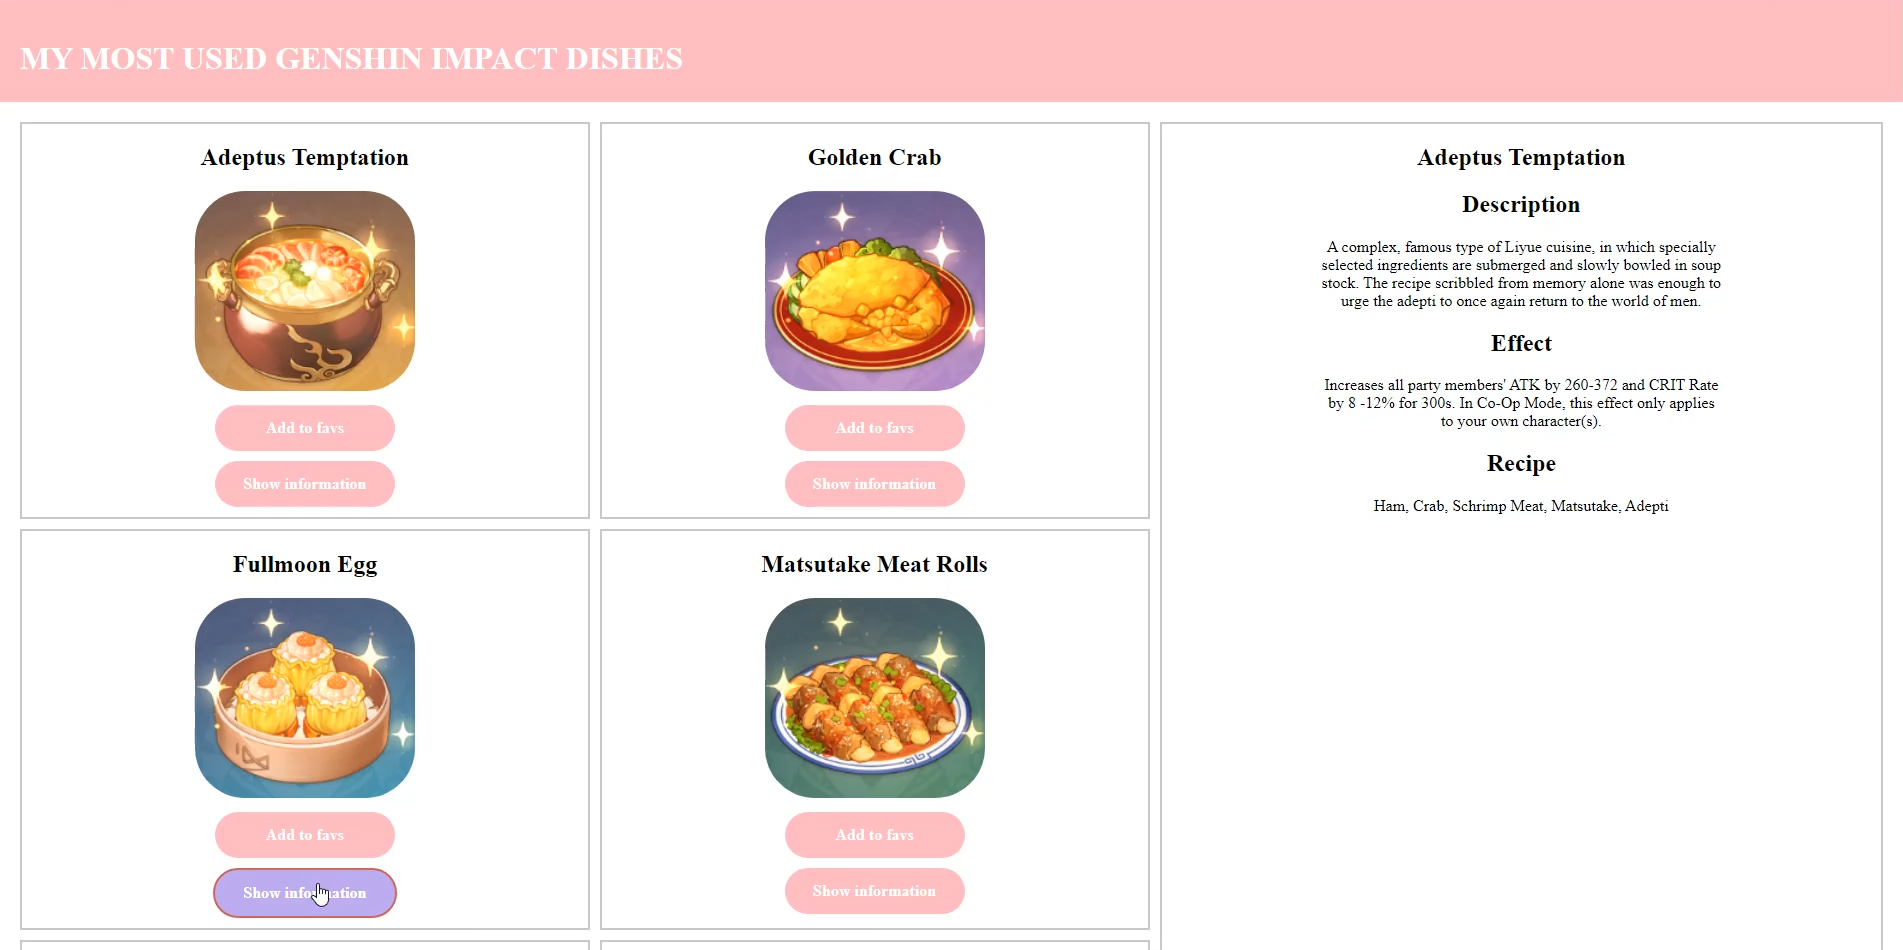 MY MOST USED GENSHIN IMPACT DISHES
Adeptus Temptation
Add to favs
Show information
Golden Crab
Add to favs
Show information
Fullmoon Egg
Add to favs
Show information
Matsutake Meat Rolls
Add to favs
Show information
Adeptus Temptation
Description
A complex, famous type of Liyue cuisine, in which specially
selected ingredients are submerged and slowly bowled in soup
stock. The recipe scribbled from memory alone was enough to
urge the adepti to once again return to the world of men.
Effect
Increases all party members' ATK by 260-372 and CRIT Rate
by 8 -12% for 300s. In Co-Op Mode, this effect only applies
to your own character(s).
Recipe
Ham, Crab, Schrimp Meat, Matsutake, Adepti